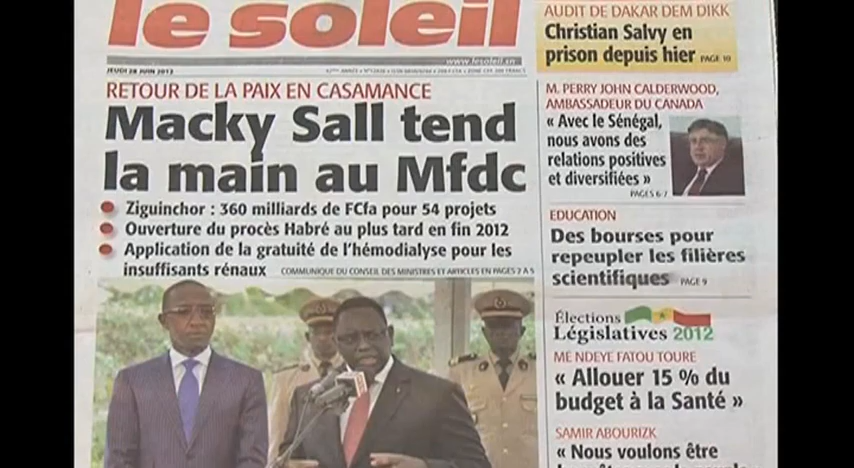 le soleil
www.lesoleil.sn
JEUDI 28 JUIN 2012
RETOUR DE LA PAIX EN CASAMANCE
Macky Sall tend
la main au Mfdc
Ziguinchor : 360 milliards de FCfa pour 54 projets
Ouverture du procès Habré au plus tard en fin 2012
Application de la gratuité de l'hémodialyse pour les
insuffisants rénaux COMMUNIQUE DU CONSEIL DES MINISTRES ET ARTICLES EN PAGES 2 A 5
AUDIT DE DAKAR DEM DIKK
Christian Salvy en
prison depuis hier PAGE 10
M. PERRY JOHN CALDERWOOD,
AMBASSADEUR DU CANADA
« Avec le Sénégal,
nous avons des
relations positives
et diversifiées »
PAGES 6-7
EDUCATION
Des bourses pour
repeupler les filières
scientifiques PAGE 9
Élections
Législatives 2012
ME NDEYE FATOU TOURE
« Allouer 15 % du
budget à la Santé »
SAMIR ABOURIZK
« Nous voulons être